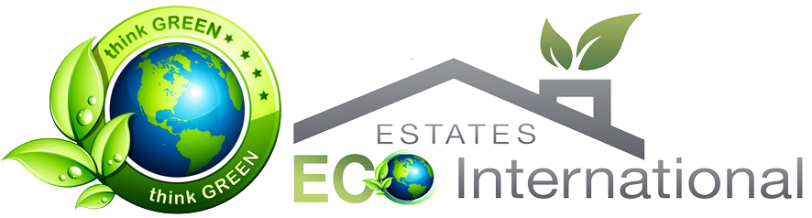 think GREEN
think GREEN
ESTATES
ECO International